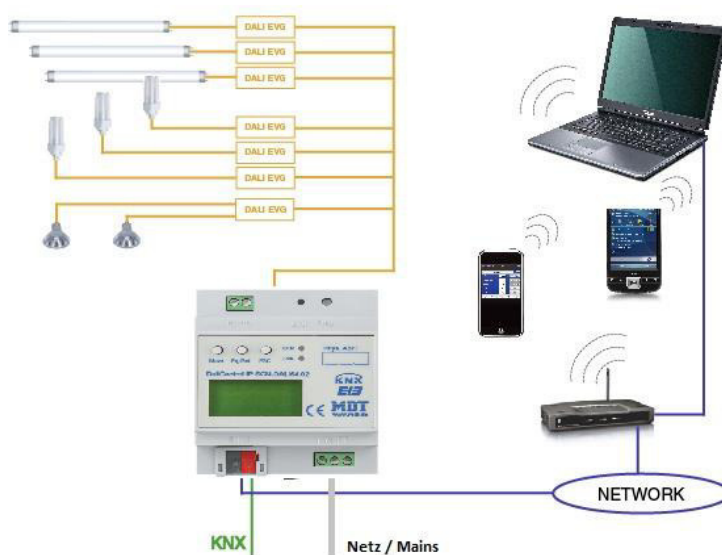 DALI EVG
DALI EVG
DALI EVG
DALI EVG
DALI EVG
DALI EVG
DALI EVG
KNX
EIB
MDT
CE
NETWORK
KNX
Netz / Mains